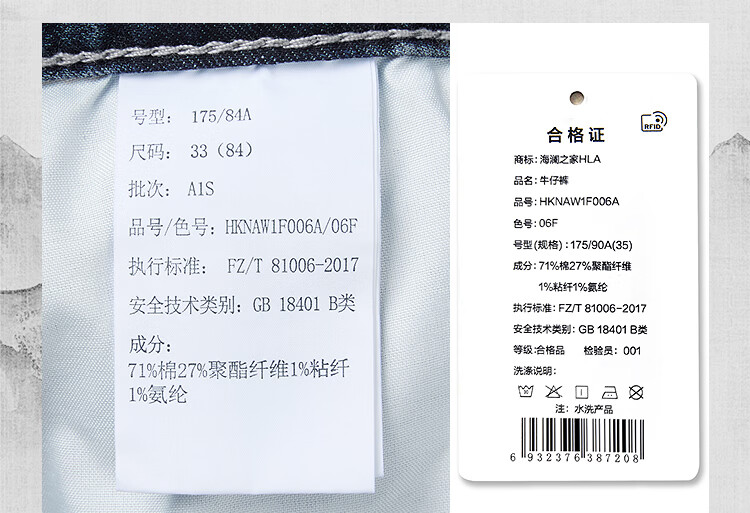 号型： 175/84A
尺码： 33（84）
批次： A1S
品号/色号：HKNAW1F006A/06F
执行标准： FZ/T 81006-2017
安全技术类别：GB 18401 B类
成分：
71%棉27%聚酯纤维1%粘纤
1%氨纶
RFID
合格证
商标：海澜之家HLA
品名：牛仔裤
品号：HKNAW1F006A
色号：06F
号型(规格)：175/90A(35)
成分：71%棉27%聚酯纤维
1%粘纤1%氨纶
执行标准：FZ/T 81006-2017
安全技术类别：GB 18401 B类
等级：合格品 检验员：001
洗涤说明：
注：水洗产品
6 932376 387208